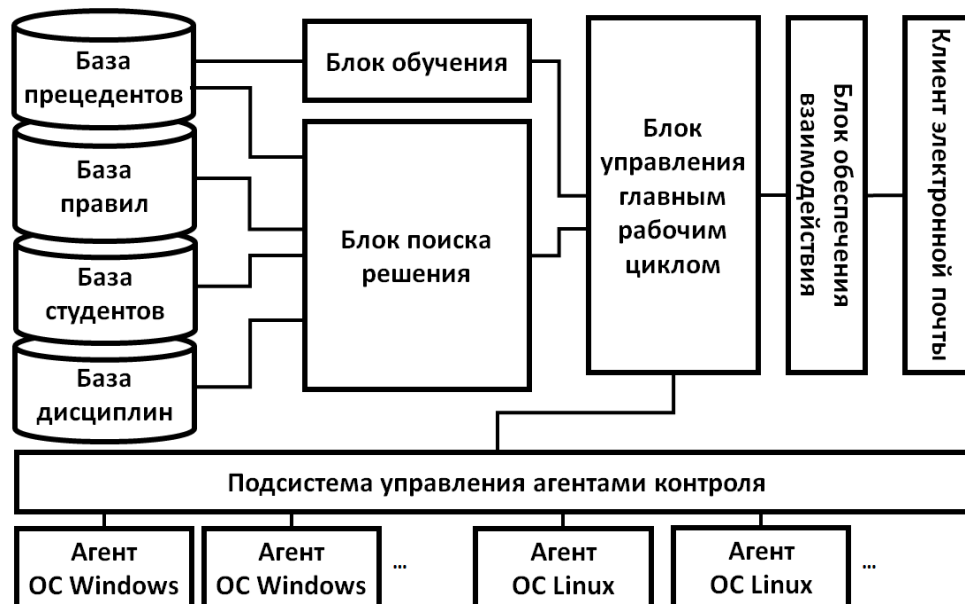 База
прецедентов
База
правил
База
студентов
База
дисциплин
Блок обучения
Блок поиска
решения
Блок
управления
главным
рабочим
циклом
Блок обеспечения
взаимодействия
Клиент электронной почты
Подсистема управления агентами контроля
Агент
ОС Windows
Агент
ОС Windows
...
Агент
ОС Linux
Агент
ОС Linux
...